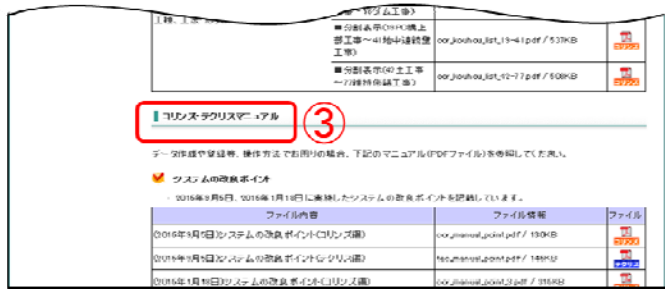 ■分割表示(19 PC橋上
部工事~41地中連続壁
工事)
cor_kouhou_list_19-41.pdf / 537KB
コリンズ
■分割表示(42土工事
~77維持修繕工事)
cor_kouhou_list_42-77.pdf / 508KB
コリンズ
コリンズ・テクリスマニュアル
③
データ作成や登録等、操作方法でお困りの場合、下記のマニュアル(PDFファイル)を参照してください。
システムの改良ポイント
2016年9月5日、2016年1月18日に実施したシステムの改良ポイントを記載しています。
ファイル内容 ファイル情報 ファイル
(2016年9月5日)システムの改良ポイント(コリンズ編) cor_manual_point.pdf / 130KB
コリンズ
(2016年9月5日)システムの改良ポイント(テクリス編) tec_manual_point.pdf / 149KB
テクリス
(2016年1月18日)システムの改良ポイント(コリンズ編)
コリンズ